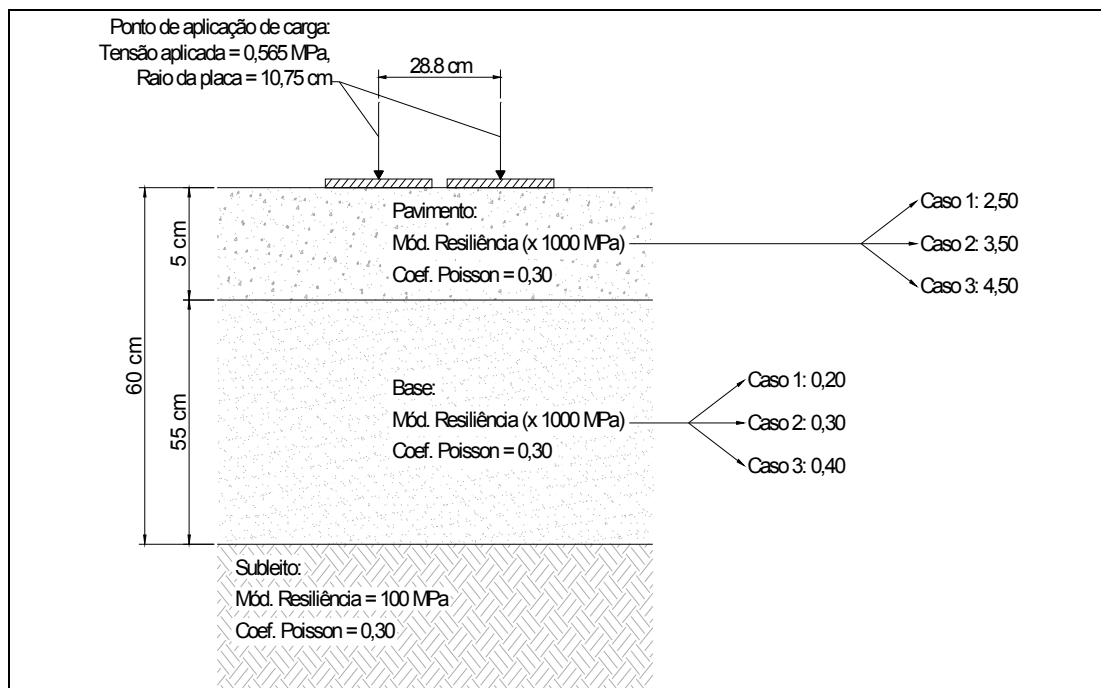 Ponto de aplicação de carga:
Tensão aplicada = 0,565 MPa,
Raio da placa = 10,75 cm
28.8 cm
5 cm
60 cm
55 cm
Pavimento:
Mód. Resiliência (x 1000 MPa)
Coef. Poisson = 0,30
Caso 1: 2,50
Caso 2: 3,50
Caso 3: 4,50
Base:
Mód. Resiliência (x 1000 MPa)
Coef. Poisson = 0,30
Caso 1: 0,20
Caso 2: 0,30
Caso 3: 0,40
Subleito:
Mód. Resiliência = 100 MPa
Coef. Poisson = 0,30